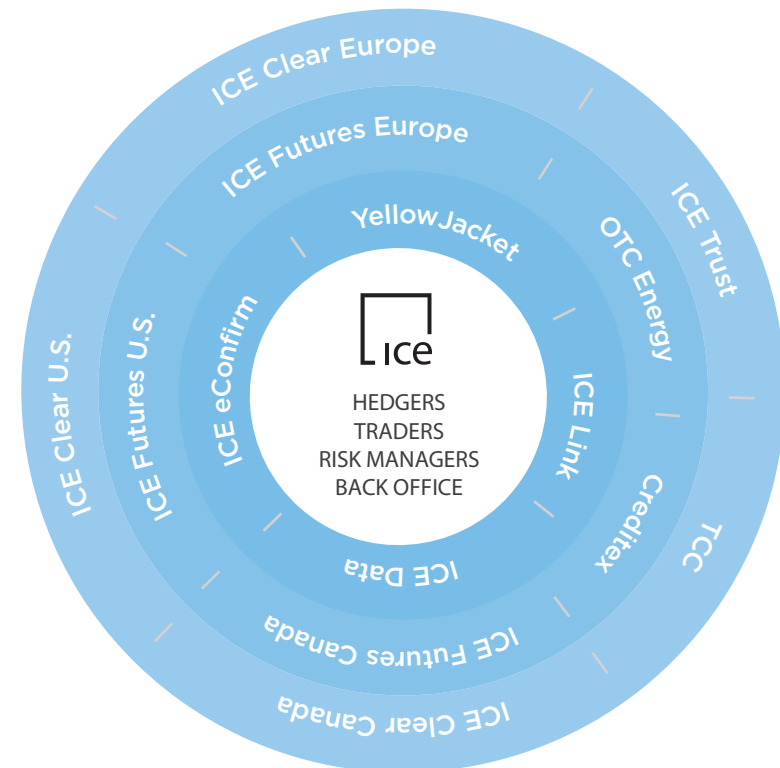 ICE Clear Europe
ICE Trust
TCC
ICE Clear Canada
ICE Clear U.S.
ICE Futures Europe
OTC Energy
Creditex
ICE Futures Canada
ICE Futures U.S.
YellowJacket
ICE Link
ICE Data
ICE eConfirm
ice
HEDGERS
TRADERS
RISK MANAGERS
BACK OFFICE